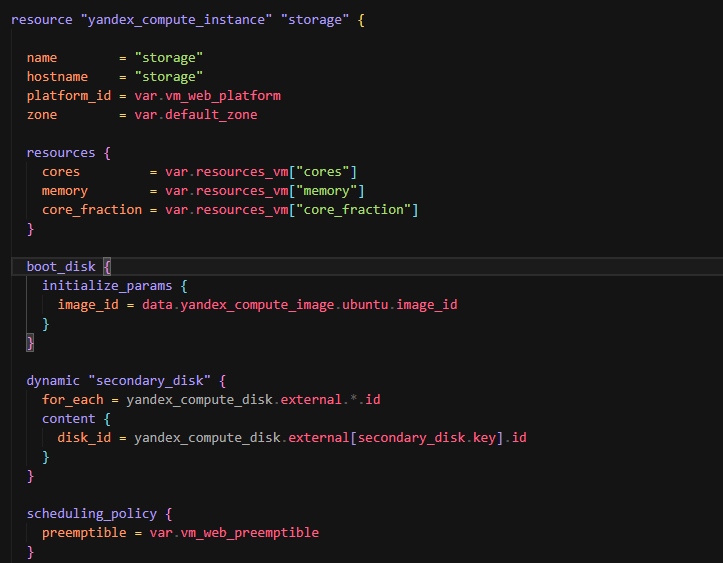 resource "yandex_compute_instance" "storage" {
name = "storage"
hostname = "storage"
platform_id = var.vm_web_platform
zone = var.default_zone
resources {
cores = var.resources_vm["cores"]
memory = var.resources_vm["memory"]
core_fraction = var.resources_vm["core_fraction"]
}
boot_disk {
initialize_params {
image_id = data.yandex_compute_image.ubuntu.image_id
}
}
dynamic "secondary_disk" {
for_each = yandex_compute_disk.external.*.id
content {
disk_id = yandex_compute_disk.external[secondary_disk.key].id
}
}
scheduling_policy {
preemptible = var.vm_web_preemptible
}